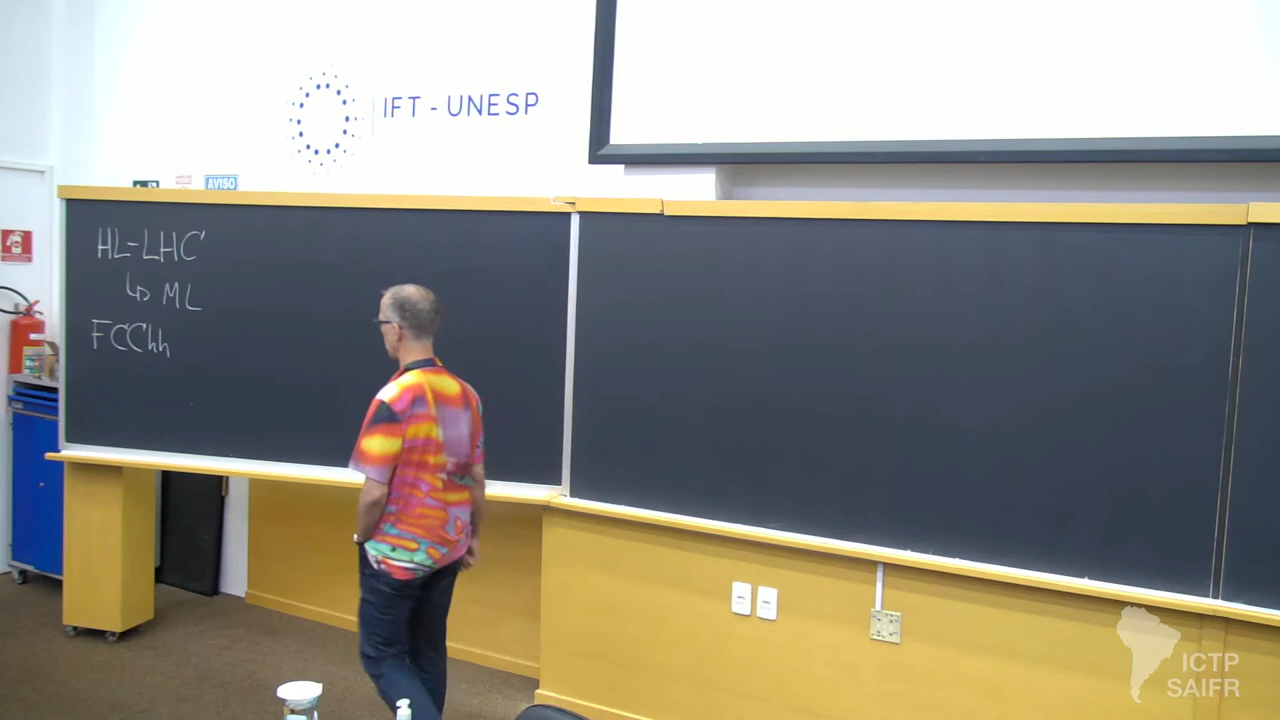 IFT - UNESP
AVISO
HL-LHC
↳ ML
FCChh
ICTP
SAIFR